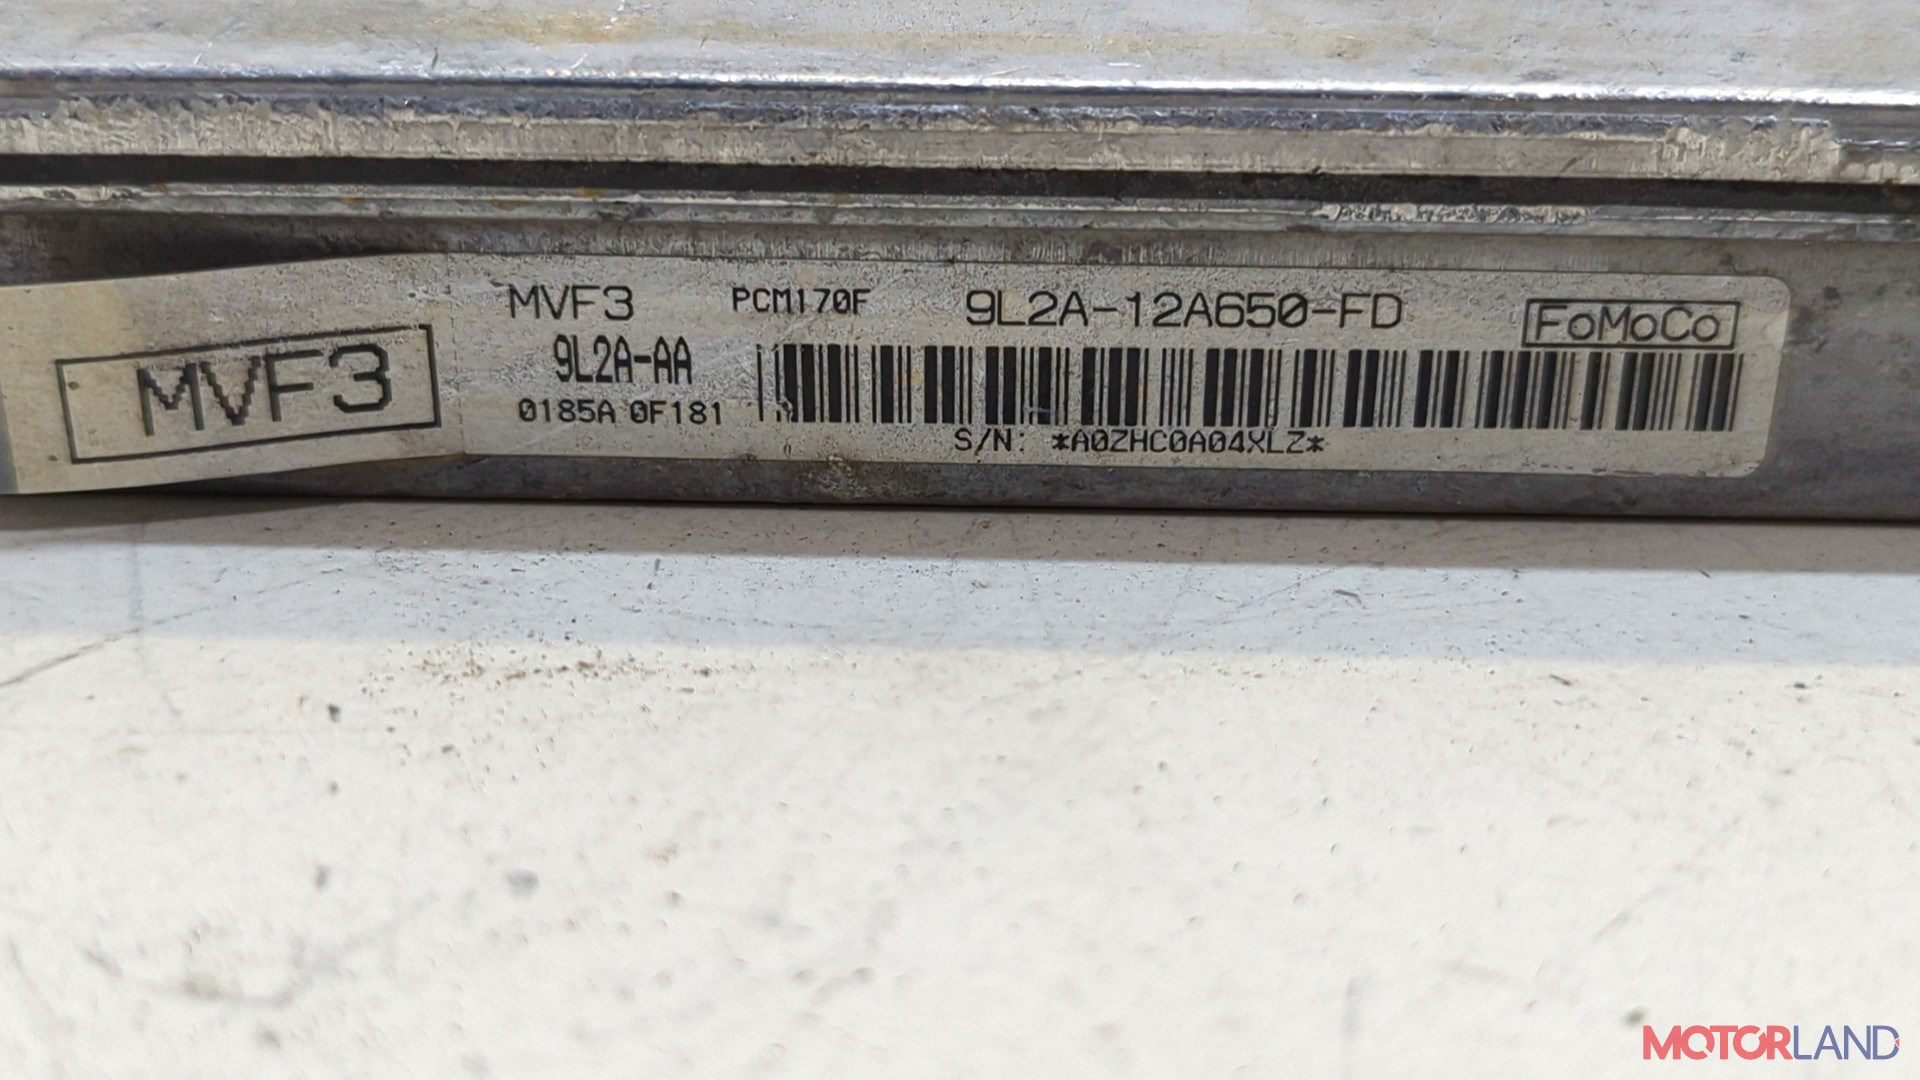 MVF3
MVF3 PCM170F 9L2A-12A650-FD FoMoCo
9L2A-AA
0185A 0F181
S/N: *A0ZHC0A04XLZ*
MOTORLAND